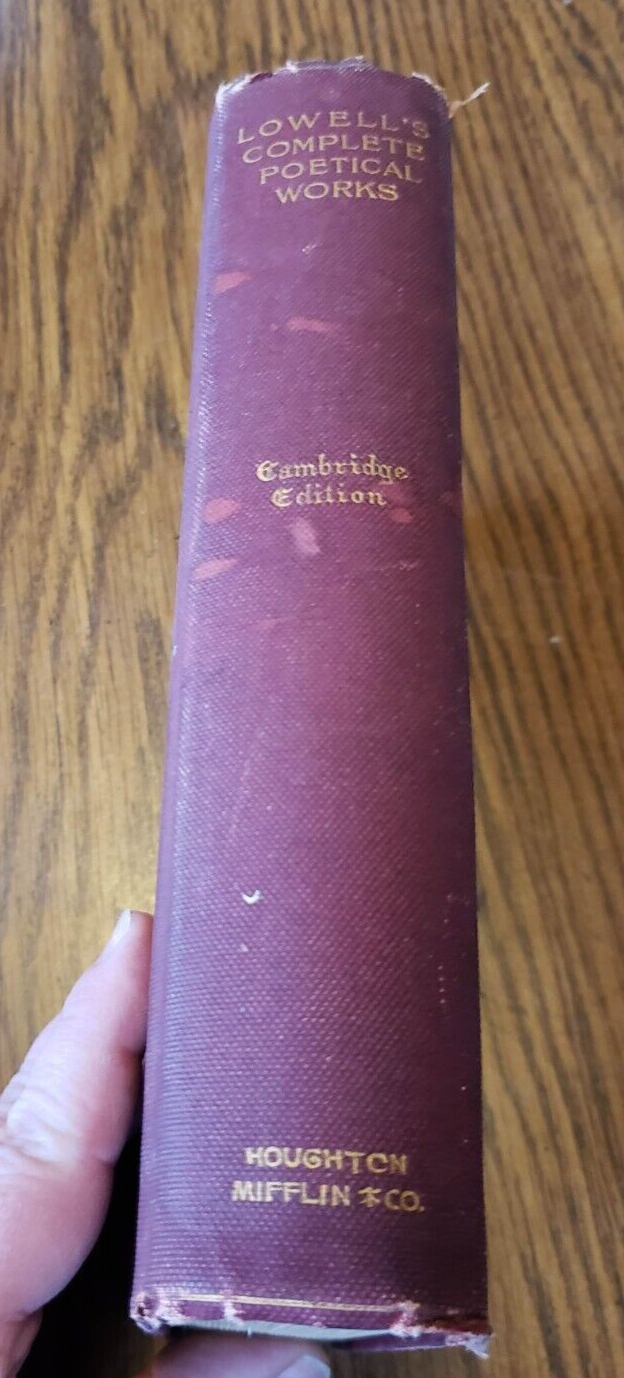 LOWELL'S
COMPLETE
POETICAL
WORKS
Cambridge
Edition
HOUGHTON
MIFFLIN & CO.